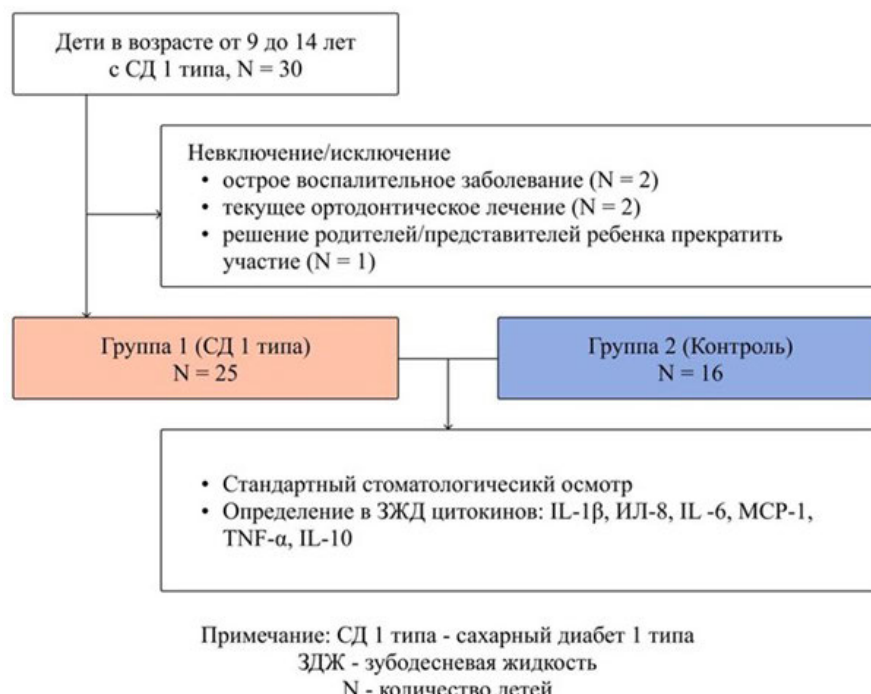 Дети в возрасте от 9 до 14 лет
с СД 1 типа, N = 30
Невключение/исключение
• острое воспалительное заболевание (N = 2)
• текущее ортодонтическое лечение (N = 2)
• решение родителей/представителей ребенка прекратить
участие (N = 1)
Группа 1 (СД 1 типа)
N = 25
Группа 2 (Контроль)
N = 16
• Стандартный стоматологичесикй осмотр
• Определение в ЗЖД цитокинов: IL-1β, ИЛ-8, IL -6, MCP-1,
TNF-α, IL-10
Примечание: СД 1 типа - сахарный диабет 1 типа
ЗДЖ - зубодесневая жидкость
N - количество детей